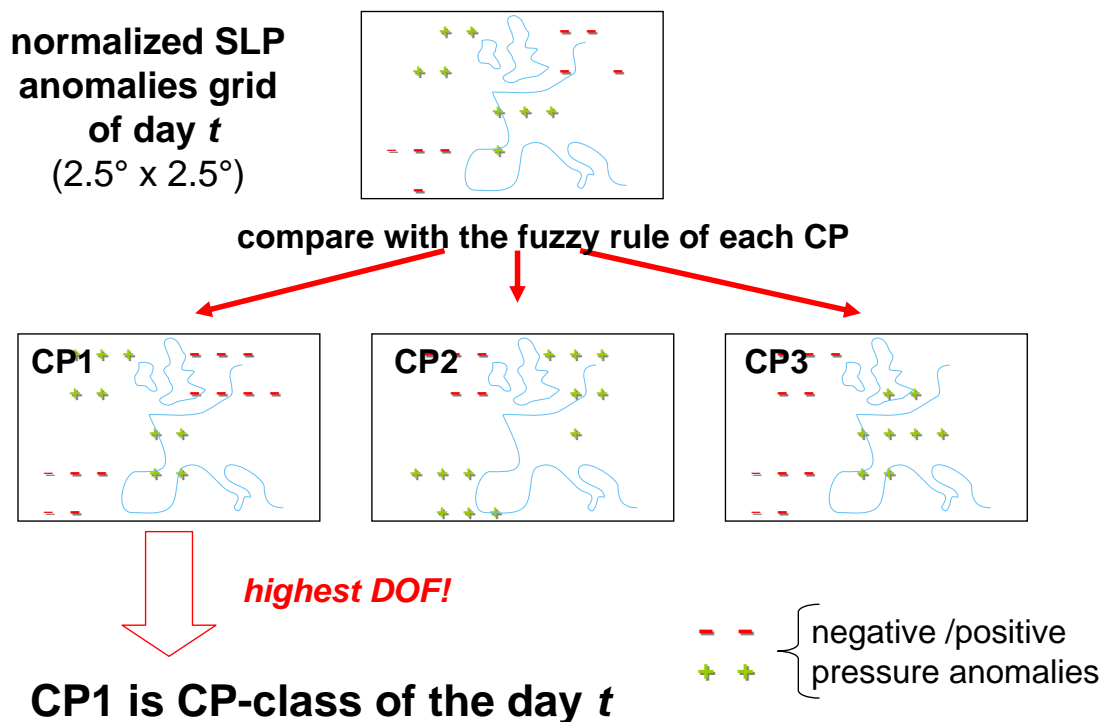 normalized SLP
anomalies grid
of day t
(2.5° x 2.5°)
compare with the fuzzy rule of each CP
CP1
CP2
CP3
highest DOF!
negative /positive
pressure anomalies
CP1 is CP-class of the day t